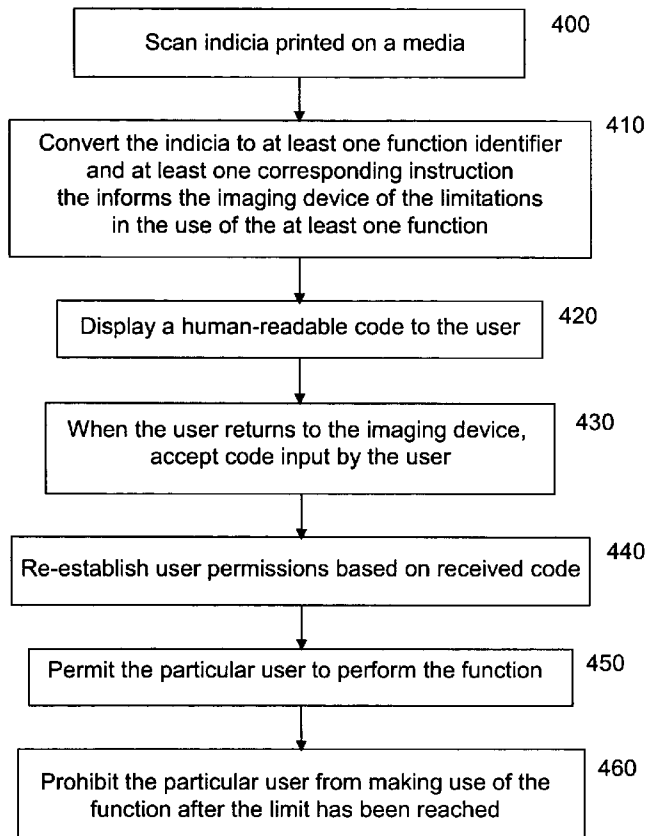 Scan indicia printed on a media
400
Convert the indicia to at least one function identifier
and at least one corresponding instruction
the informs the imaging device of the limitations
in the use of the at least one function
410
Display a human-readable code to the user
420
When the user returns to the imaging device,
accept code input by the user
430
Re-establish user permissions based on received code
440
Permit the particular user to perform the function
450
Prohibit the particular user from making use of the
function after the limit has been reached
460